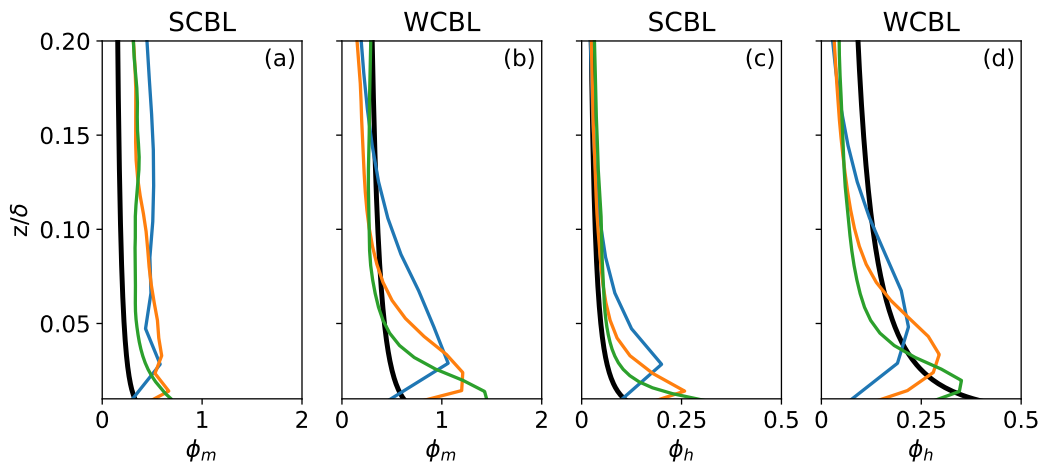 SCBL WCBL SCBL WCBL
(a) (b) (c) (d)
0.20
0.15
0.10
0.05
z/δ
0 1 2 0 1 2 0 0.25 0.5 0 0.25 0.5
ϕm ϕm ϕh ϕh